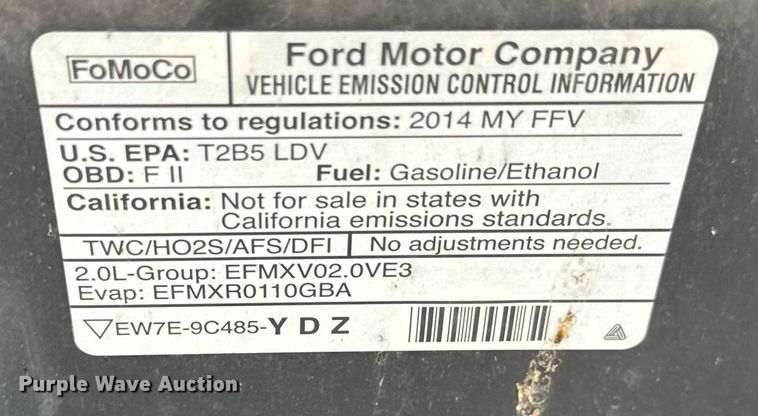 FoMoCo
Ford Motor Company
VEHICLE EMISSION CONTROL INFORMATION
Conforms to regulations: 2014 MY FFV
U.S. EPA: T2B5 LDV
OBD: F II Fuel: Gasoline/Ethanol
California: Not for sale in states with
California emissions standards.
TWC/HO2S/AFS/DFI No adjustments needed.
2.0L-Group: EFMXV02.0VE3
Evap: EFMXR0110GBA
EW7E-9C485-Y D Z
Purple Wave Auction